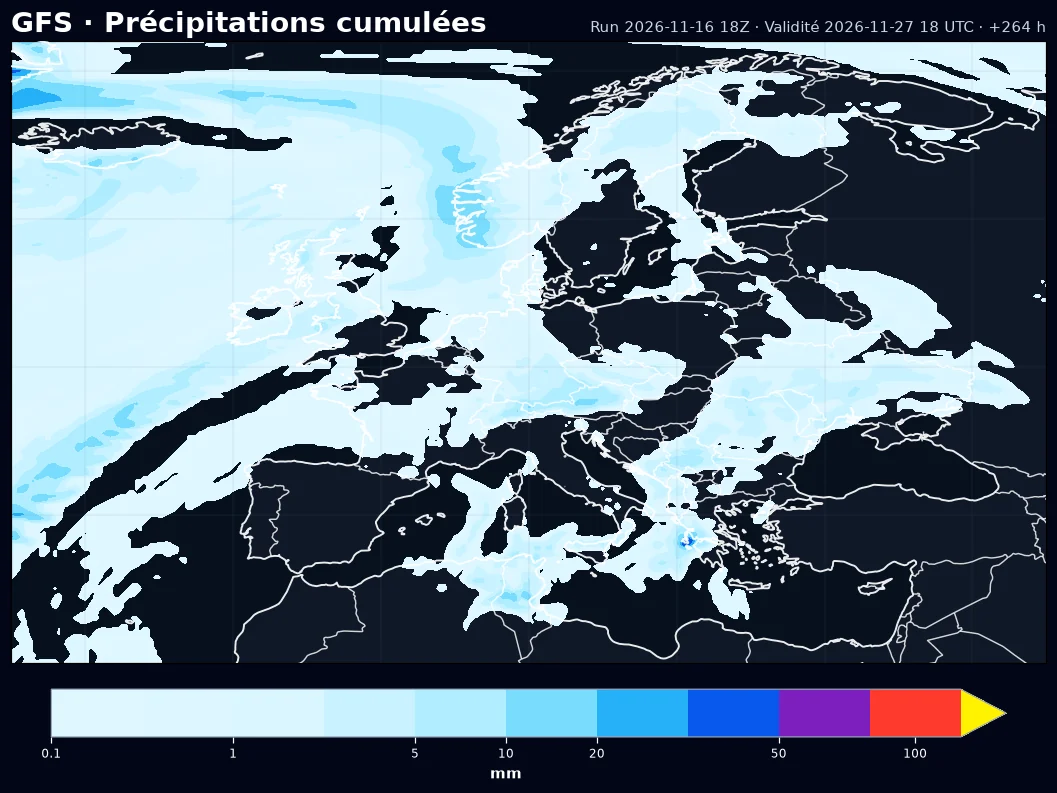 GFS · Précipitations cumulées
Run 2026-11-16 18Z · Validité 2026-11-27 18 UTC · +264 h
0.1 1 5 10 20 50 100
mm